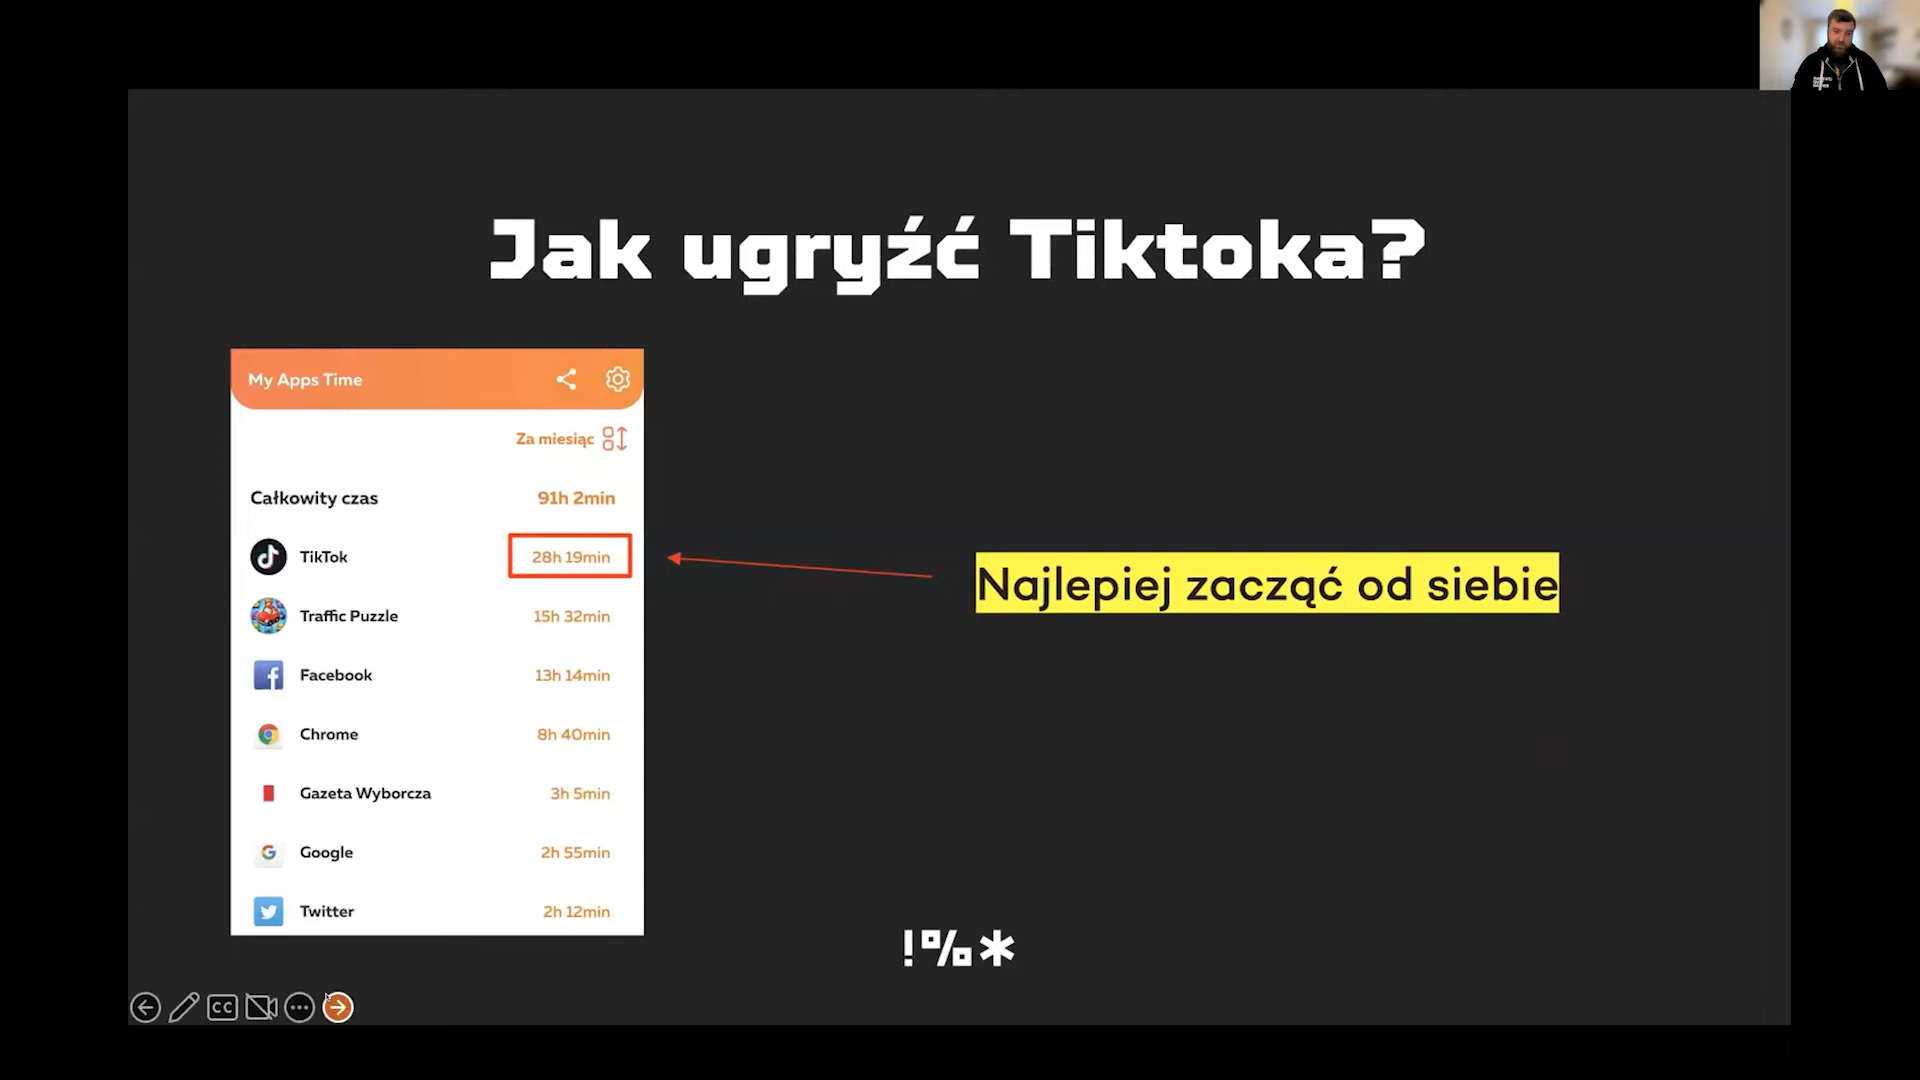 Jak ugryźć Tiktoka?
My Apps Time
Za miesiąc
Całkowity czas 91h 2min
TikTok 28h 19min
Najlepiej zacząć od siebie
Traffic Puzzle 15h 32min
Facebook 13h 14min
Chrome 8h 40min
Gazeta Wyborcza 3h 5min
Google 2h 55min
Twitter 2h 12min
!%*
CC